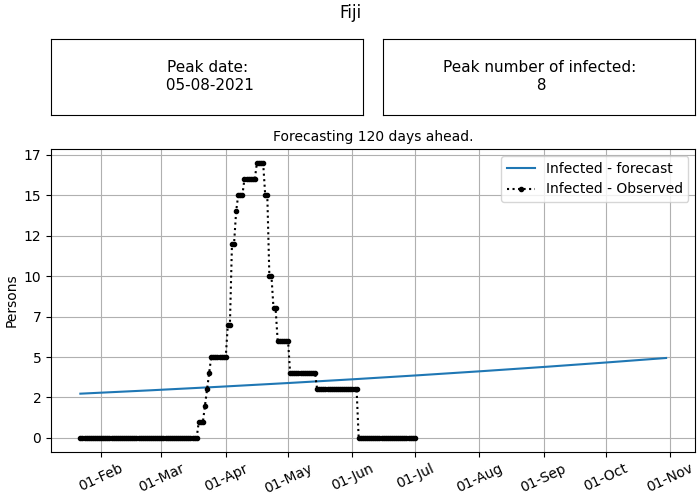 Fiji
Peak date:
05-08-2021
Peak number of infected:
8
Forecasting 120 days ahead.
Infected - forecast
Infected - Observed
Persons
17
15
12
10
7
5
2
0
01-Feb
01-Mar
01-Apr
01-May
01-Jun
01-Jul
01-Aug
01-Sep
01-Oct
01-Nov